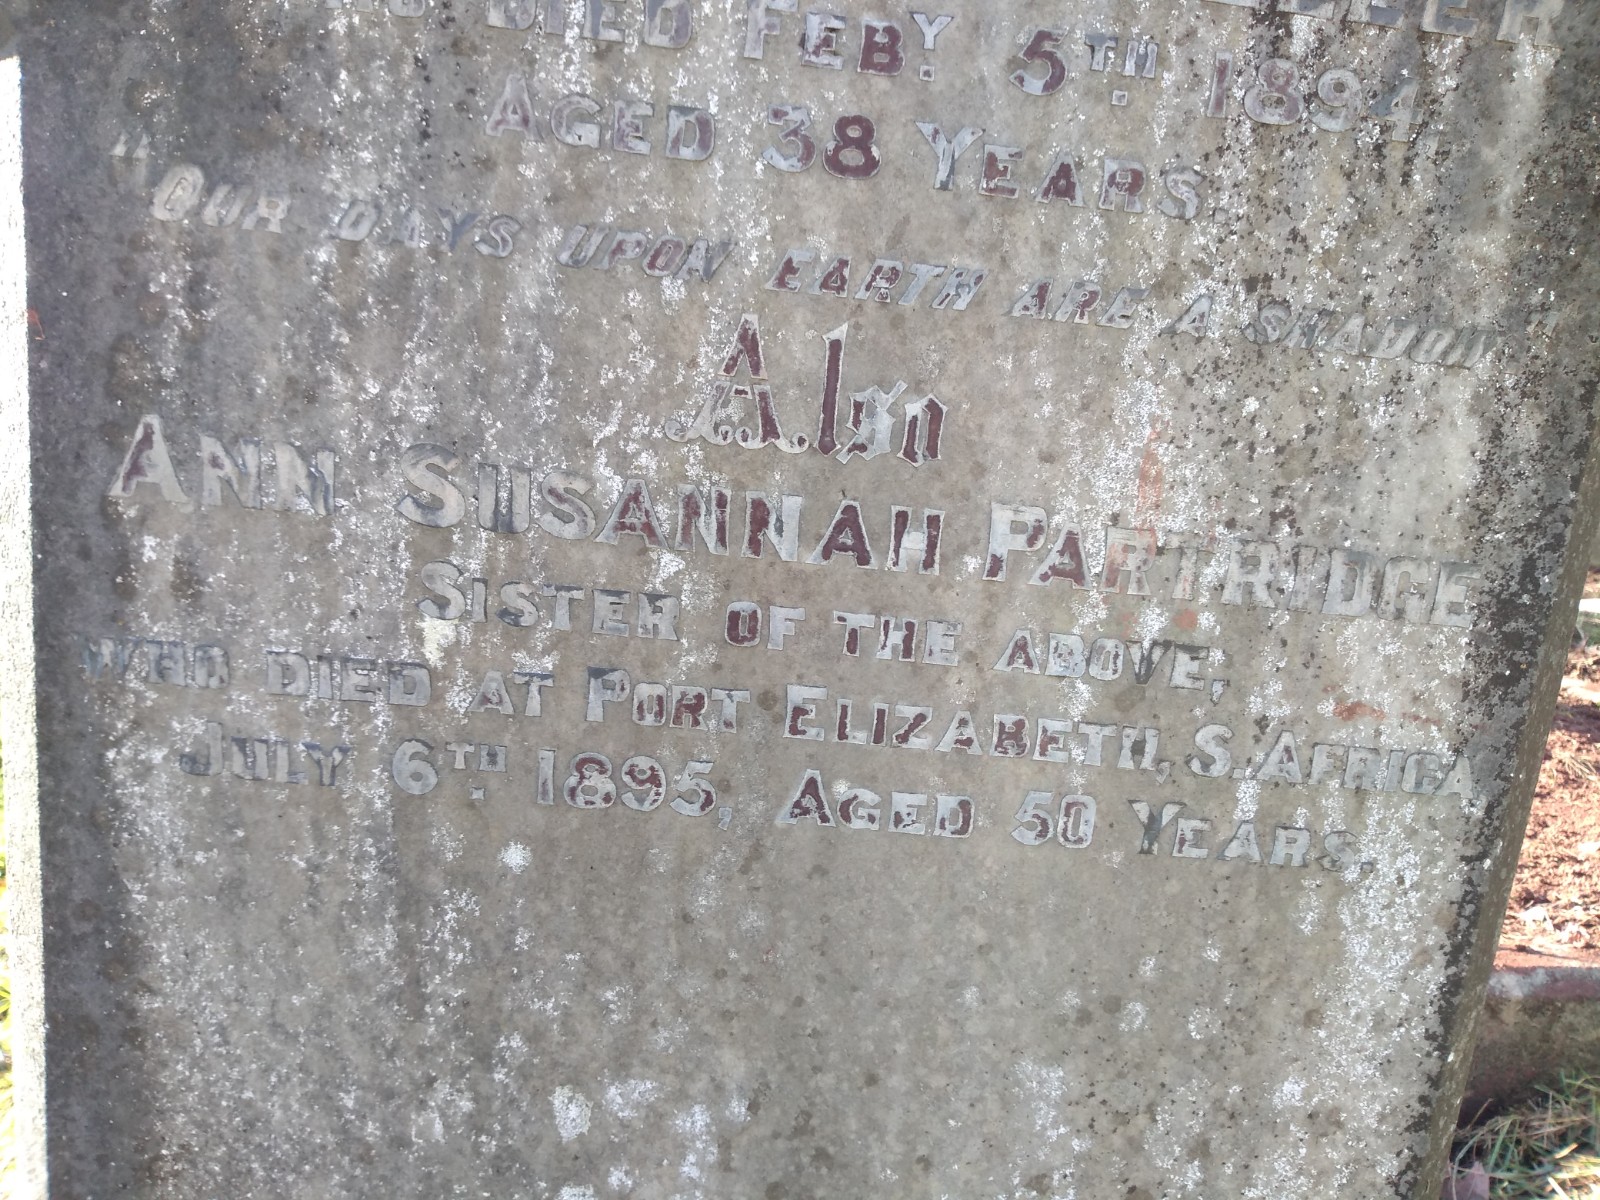 DIED FEBY. 5TH. 1894,
AGED 38 YEARS.
"OUR DAYS UPON EARTH ARE A SHADOW"
Also
ANN SUSANNAH PARTRIDGE
SISTER OF THE ABOVE,
WHO DIED AT PORT ELIZABETH, S. AFRICA
JULY 6TH. 1895, AGED 50 YEARS.